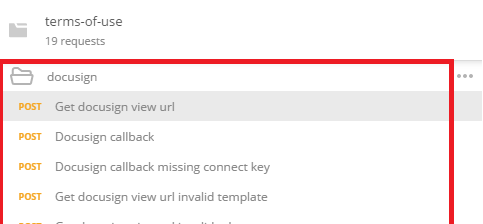 terms-of-use
19 requests
docusign
POST Get docusign view url
POST Docusign callback
POST Docusign callback missing connect key
POST Get docusign view url invalid template